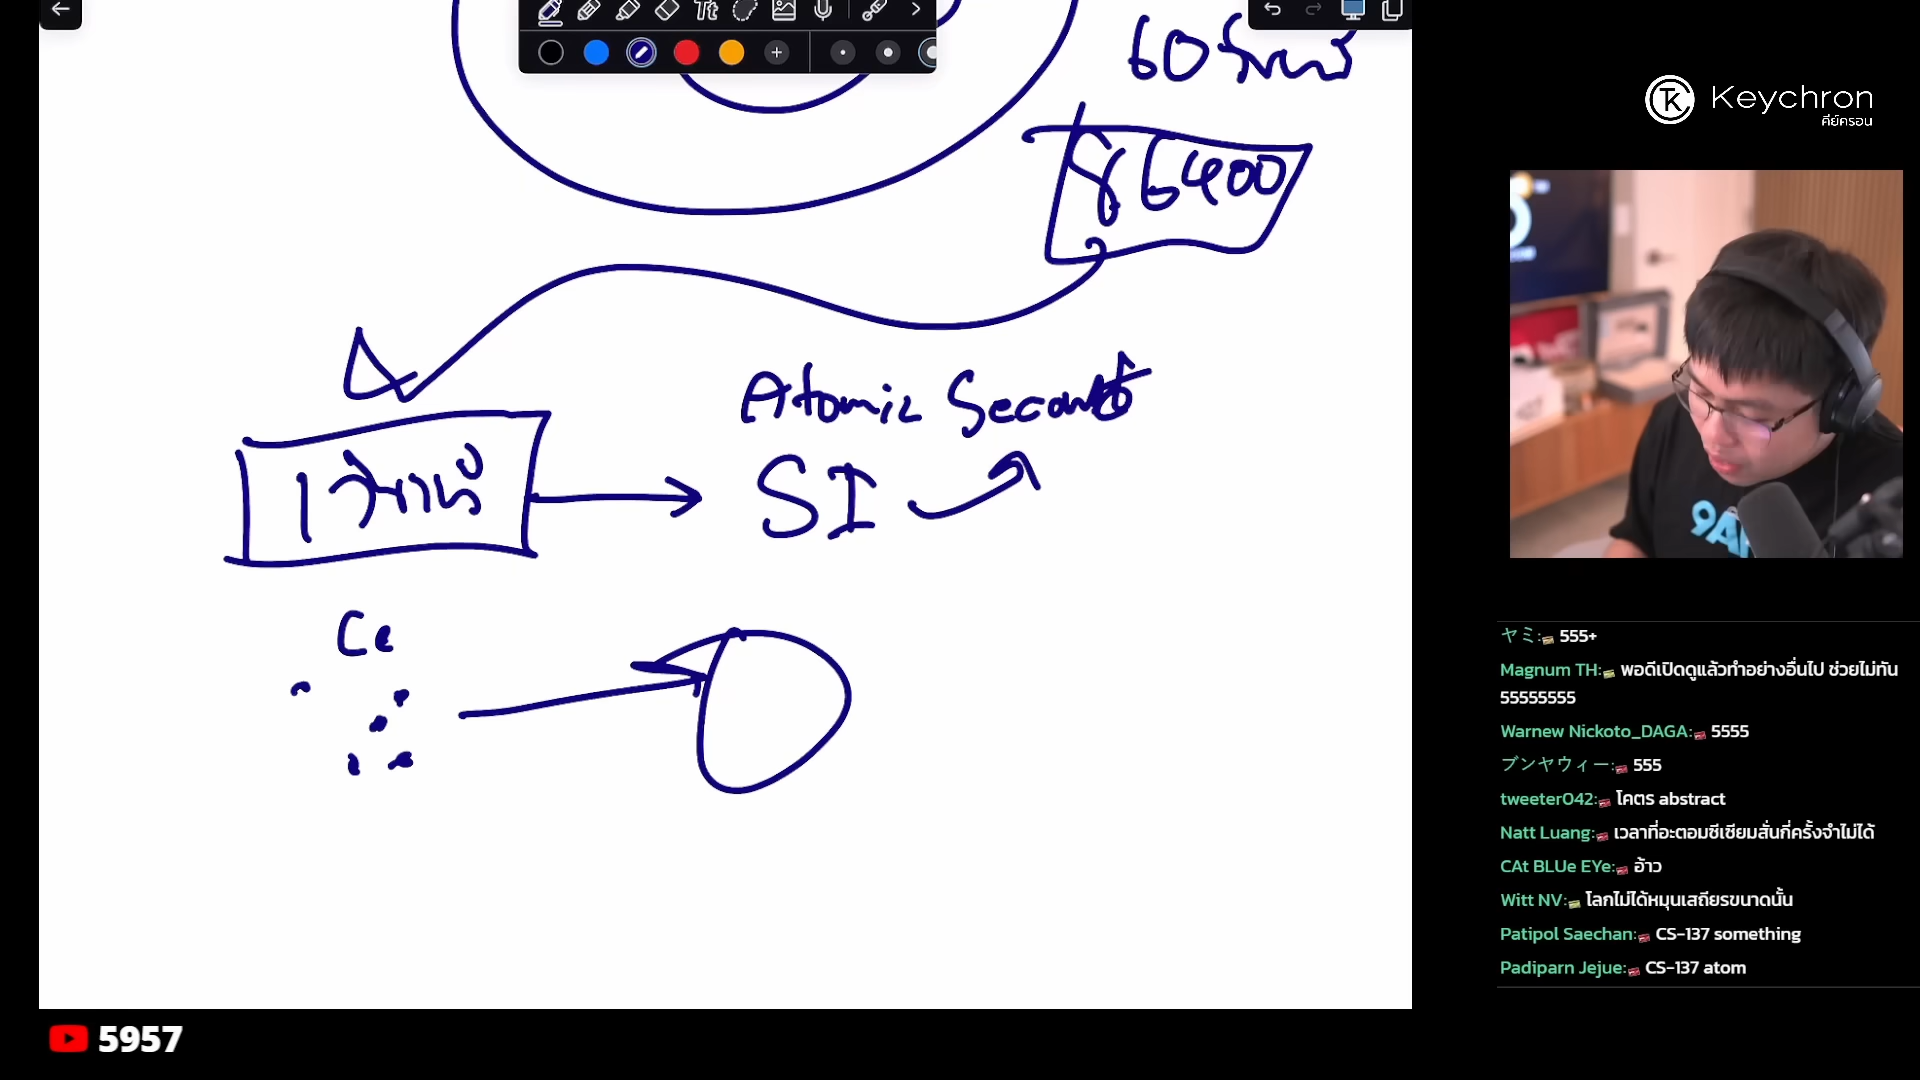 Tt
60 วินาที
86400
Keychron
คีย์ครอน
Atomic Second
1 วินาที
SI
Ce
9A
ヤミ: 555+
Magnum TH: พอดีเปิดดูแล้วทำอย่างอื่นไป ช่วยไม่ทัน
55555555
Warnew Nickoto_DAGA: 5555
ブンヤウィー: 555
tweeter042: โคตร abstract
Natt Luang: เวลาที่อะตอมซีเซียมสั่นกี่ครั้งจำไม่ได้
CAt BLUe EYe: อ้าว
Witt NV: โลกไม่ได้หมุนเสถียรขนาดนั้น
Patipol Saechan: CS-137 something
Padiparn Jejue: CS-137 atom
5957